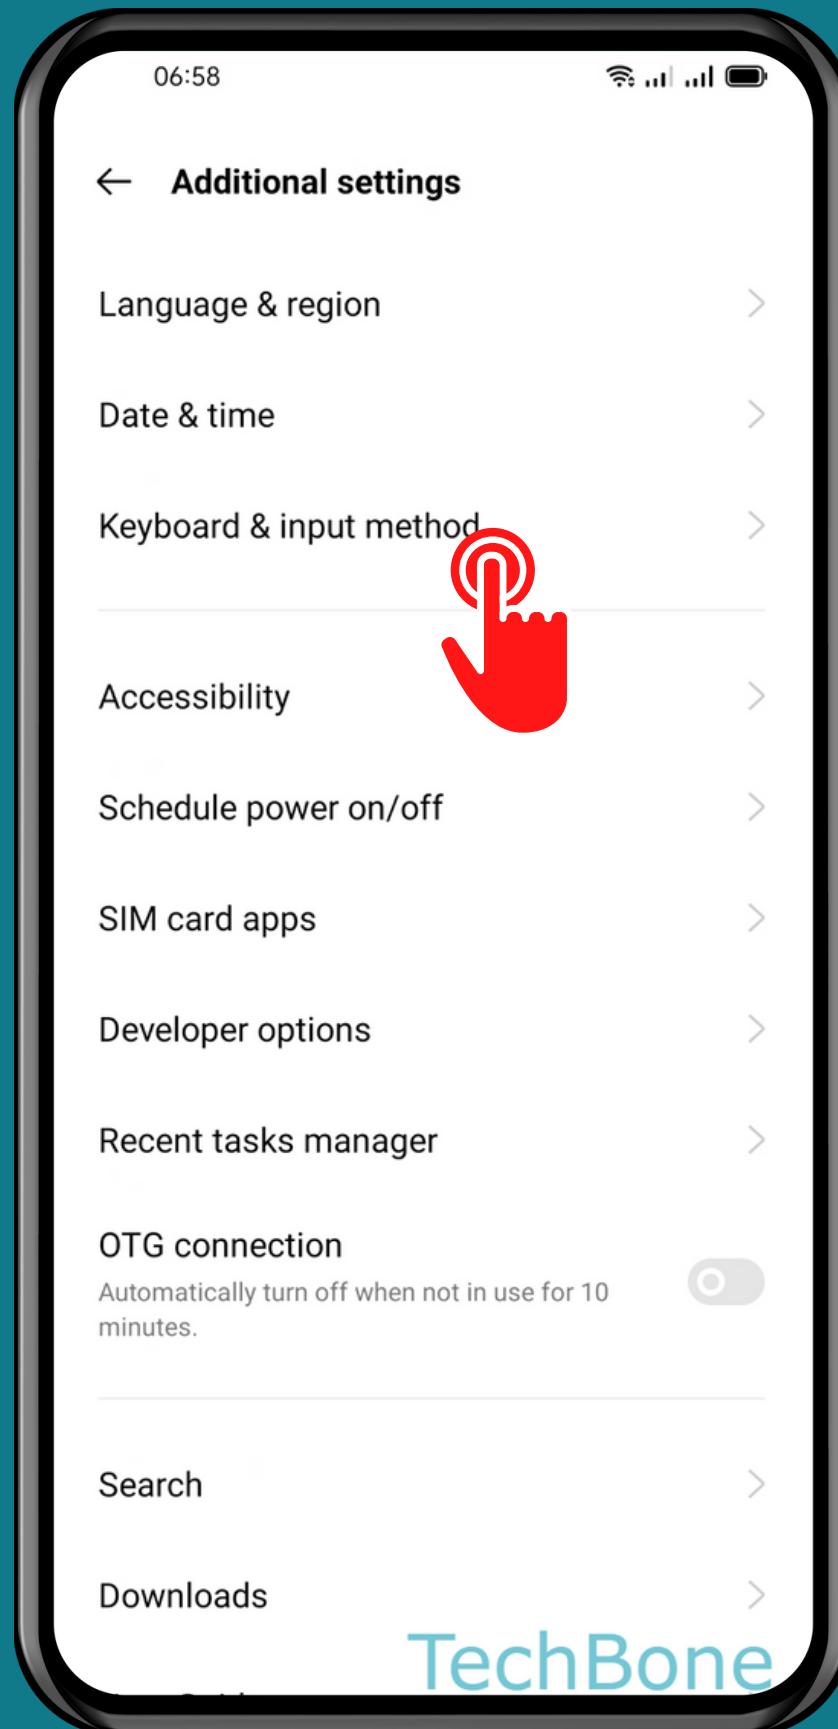 06:58
Additional settings
Language & region
Date & time
Keyboard & input method
Accessibility
Schedule power on/off
SIM card apps
Developer options
Recent tasks manager
OTG connection
Automatically turn off when not in use for 10
minutes.
Search
Downloads
TechBone